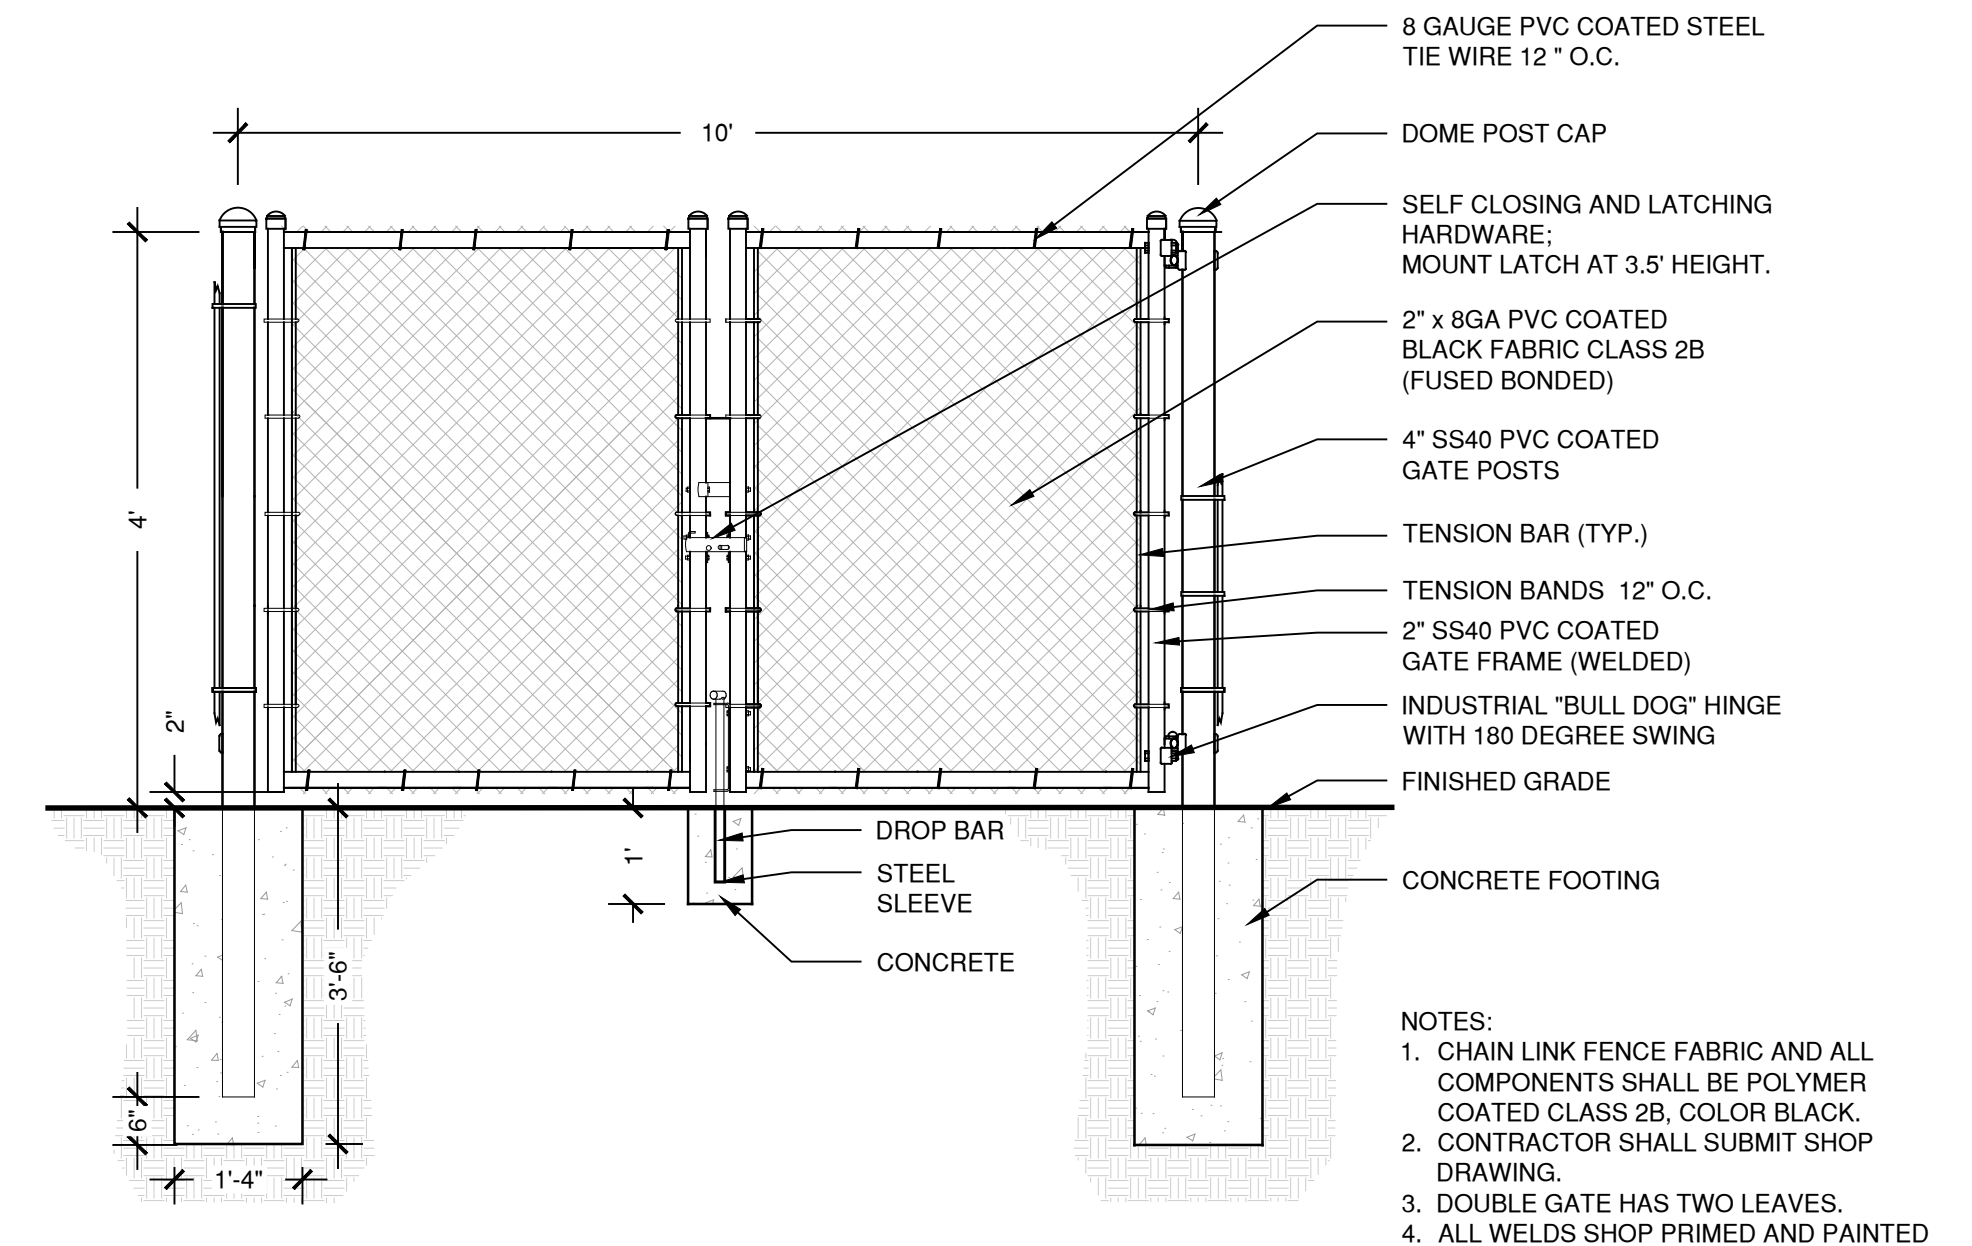 8 GAUGE PVC COATED STEEL
TIE WIRE 12 " O.C.
10'
DOME POST CAP
SELF CLOSING AND LATCHING
HARDWARE;
MOUNT LATCH AT 3.5' HEIGHT.
2" x 8GA PVC COATED
BLACK FABRIC CLASS 2B
(FUSED BONDED)
4" SS40 PVC COATED
GATE POSTS
4'
TENSION BAR (TYP.)
TENSION BANDS 12" O.C.
2" SS40 PVC COATED
GATE FRAME (WELDED)
2"
INDUSTRIAL "BULL DOG" HINGE
WITH 180 DEGREE SWING
FINISHED GRADE
DROP BAR
1'
STEEL
SLEEVE
CONCRETE FOOTING
CONCRETE
3'-6"
6"
1'-4"
NOTES:
1. CHAIN LINK FENCE FABRIC AND ALL
COMPONENTS SHALL BE POLYMER
COATED CLASS 2B, COLOR BLACK.
2. CONTRACTOR SHALL SUBMIT SHOP
DRAWING.
3. DOUBLE GATE HAS TWO LEAVES.
4. ALL WELDS SHOP PRIMED AND PAINTED